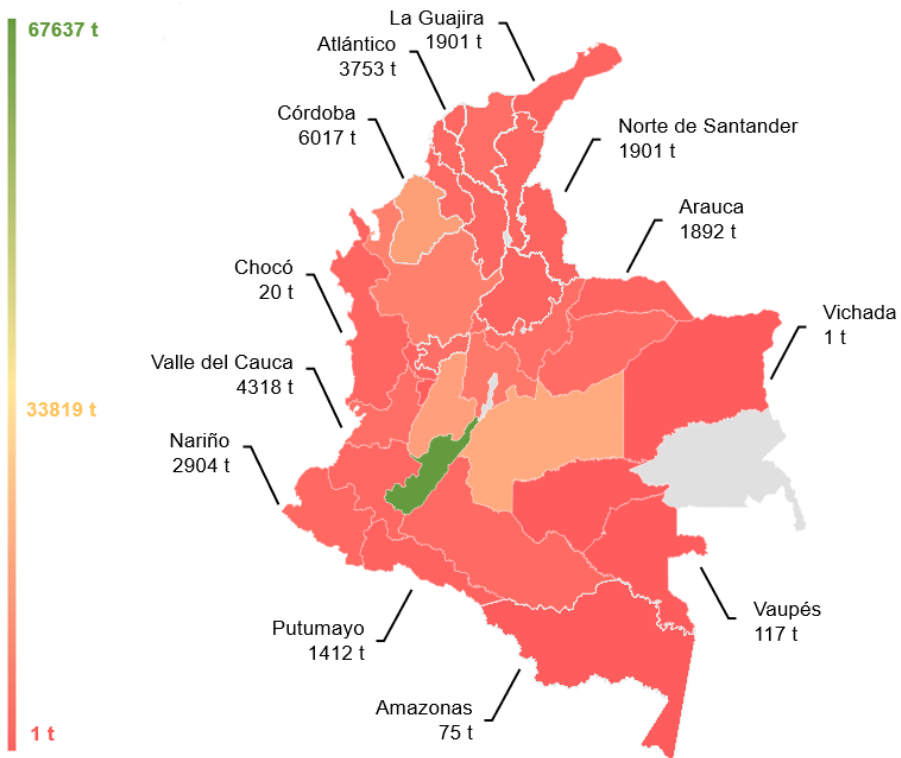 67637 t
33819 t
1 t
La Guajira
1901 t
Atlántico
3753 t
Córdoba
6017 t
Norte de Santander
1901 t
Arauca
1892 t
Chocó
20 t
Vichada
1 t
Valle del Cauca
4318 t
Nariño
2904 t
Vaupés
117 t
Putumayo
1412 t
Amazonas
75 t